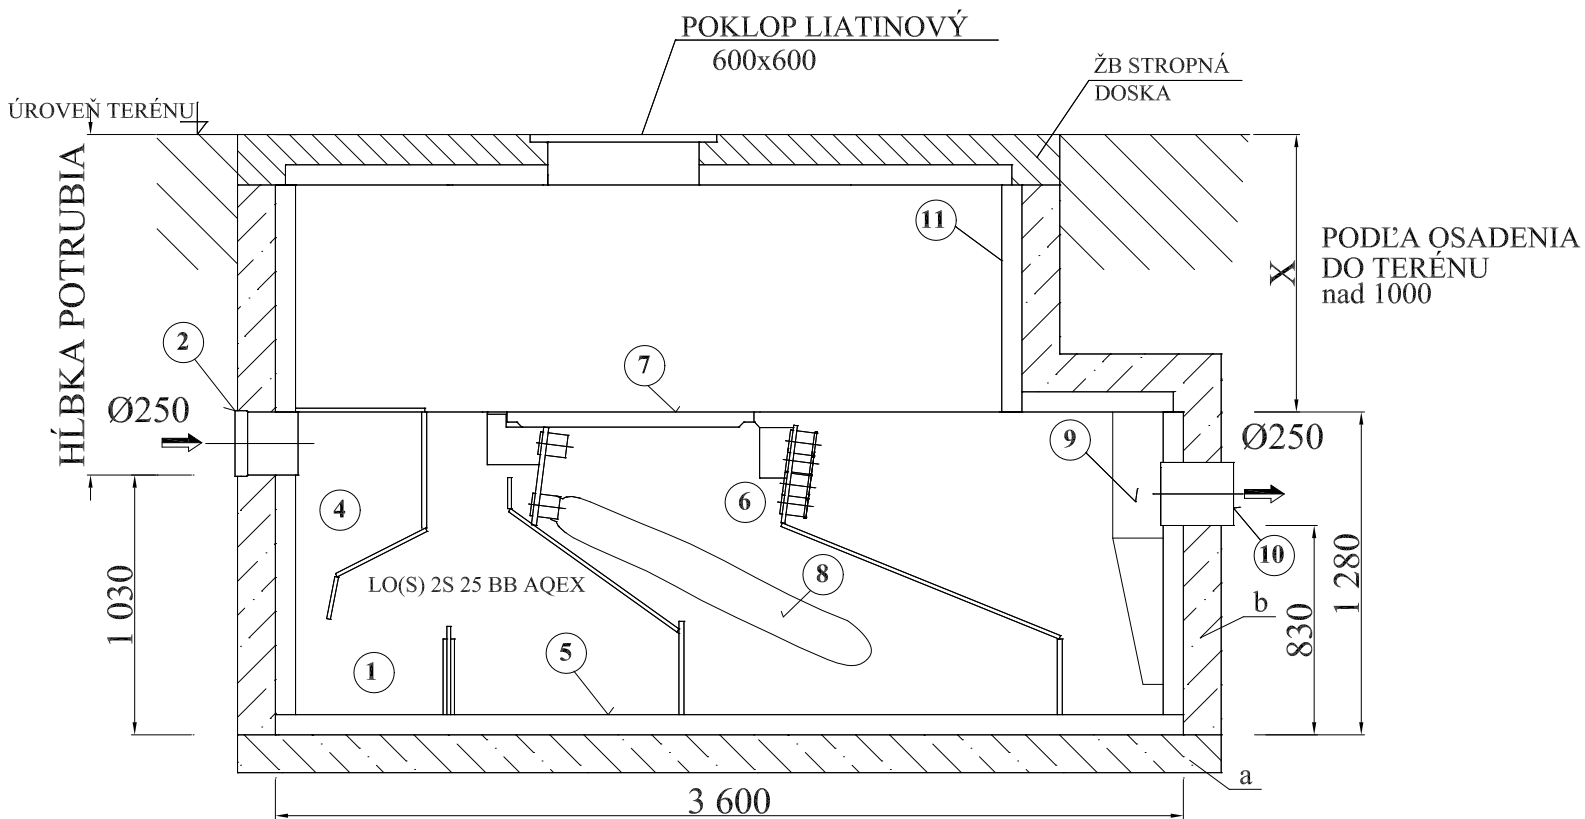 POKLOP LIATINOVÝ
600x600
ŽB STROPNÁ
DOSKA
ÚROVEŇ TERÉNU
HĹBKA POTRUBIA
11
PODĽA OSADENIA
DO TERÉNU
nad 1000
X
2
7
Ø250
9
Ø250
4
6
10
LO(S) 2S 25 BB AQEX
8
1 030
b
830
1 280
1
5
a
3 600